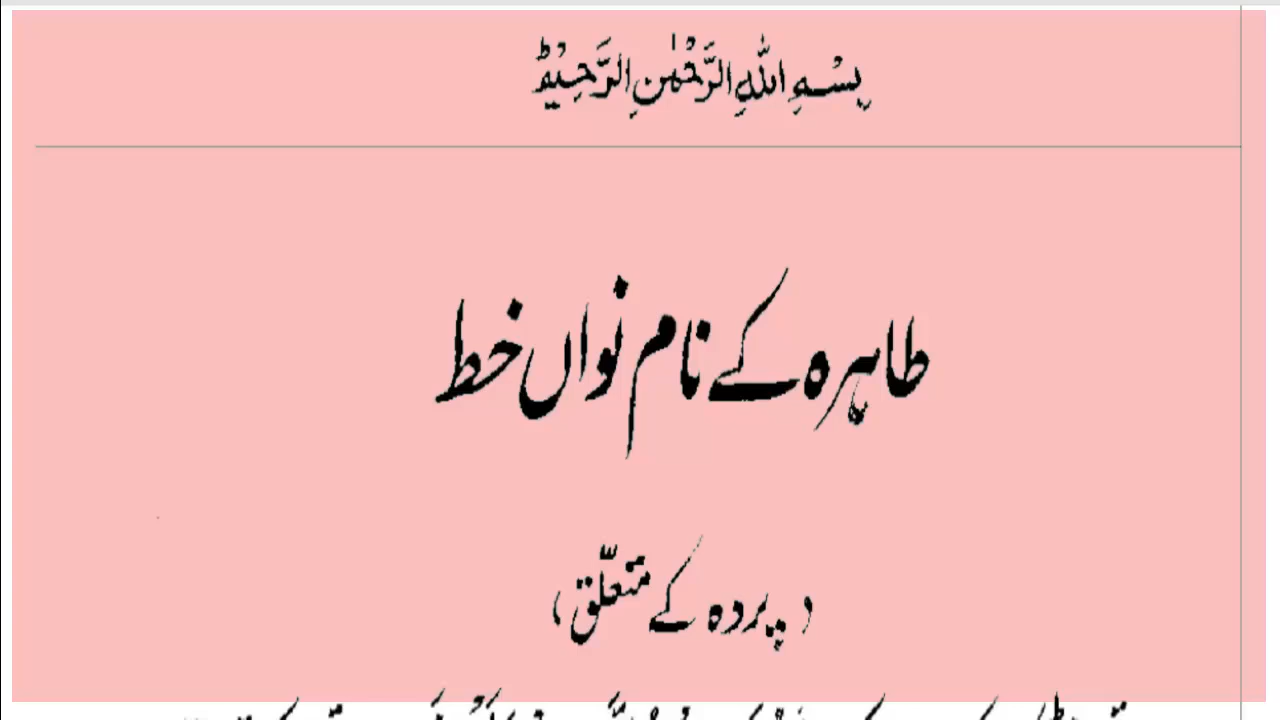 بِسْمِ اللّٰهِ الرَّحْمٰنِ الرَّحِيْمِؕ
طاہرہ کے نام نواں خط
(پردہ کے متعلّق)